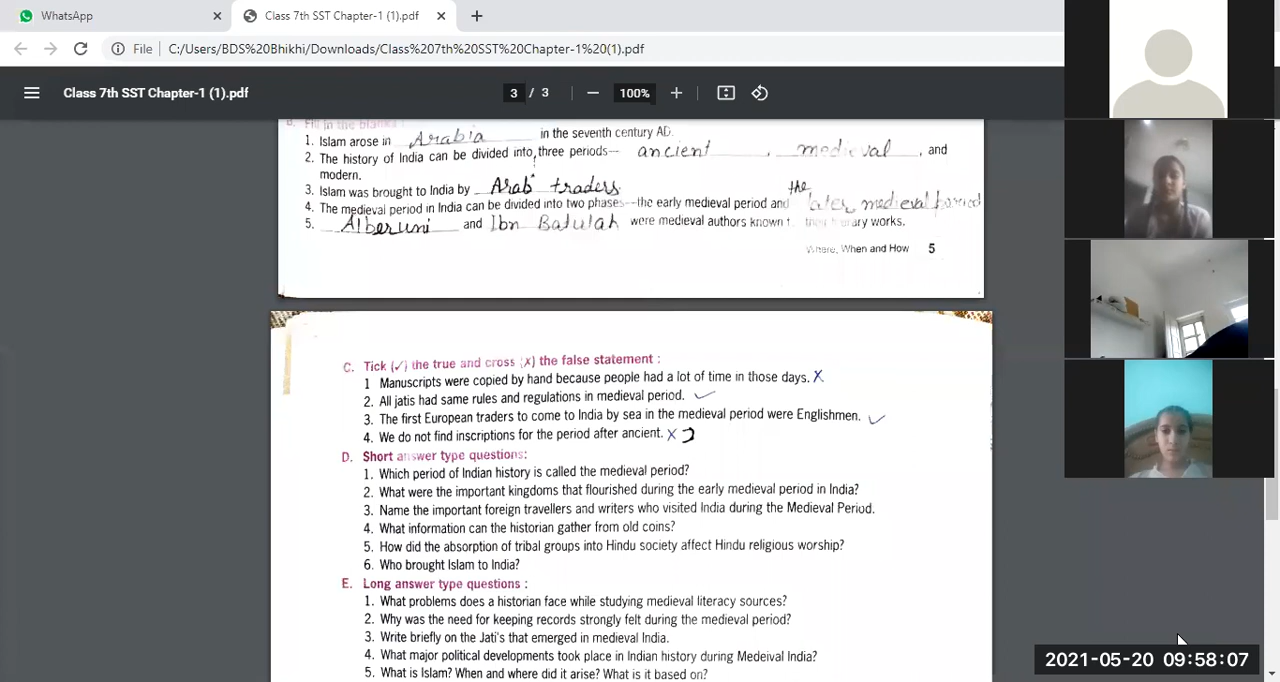 WhatsApp
Class 7th SST Chapter-1 (1).pdf
File C:/Users/BDS%20Bhikhi/Downloads/Class%207th%20SST%20Chapter-1%20(1).pdf
Class 7th SST Chapter-1 (1).pdf
3 / 3
100%
B. Fill in the blanks :
1. Islam arose in Arabia in the seventh century AD.
2. The history of India can be divided into three periods— ancient, medieval, and
modern.
3. Islam was brought to India by Arab traders.
4. The medieval period in India can be divided into two phases—the early medieval period and the later medieval period
5. Alberuni and Ibn Batulah were medieval authors known works.
Where, When and How 5
C. Tick (✓) the true and cross (x) the false statement :
1 Manuscripts were copied by hand because people had a lot of time in those days. X
2. All jatis had same rules and regulations in medieval period. ✓
3. The first European traders to come to India by sea in the medieval period were Englishmen. ✓
4. We do not find inscriptions for the period after ancient. X
D. Short answer type questions:
1. Which period of Indian history is called the medieval period?
2. What were the important kingdoms that flourished during the early medieval period in India?
3. Name the important foreign travellers and writers who visited India during the Medieval Period.
4. What information can the historian gather from old coins?
5. How did the absorption of tribal groups into Hindu society affect Hindu religious worship?
6. Who brought Islam to India?
E. Long answer type questions :
1. What problems does a historian face while studying medieval literacy sources?
2. Why was the need for keeping records strongly felt during the medieval period?
3. Write briefly on the Jati's that emerged in medieval India.
4. What major political developments took place in Indian history during Medeival India?
5. What is Islam? When and where did it arise? What is it based on?
2021-05-20 09:58:07